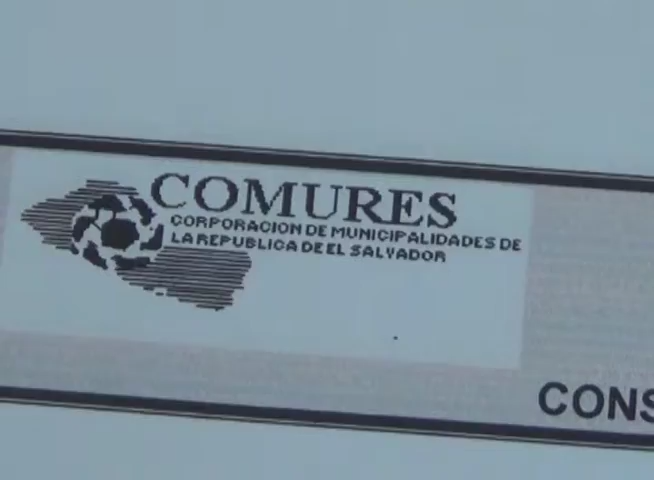 COMURES
CORPORACION DE MUNICIPALIDADES DE
LA REPUBLICA DE EL SALVADOR
CONS